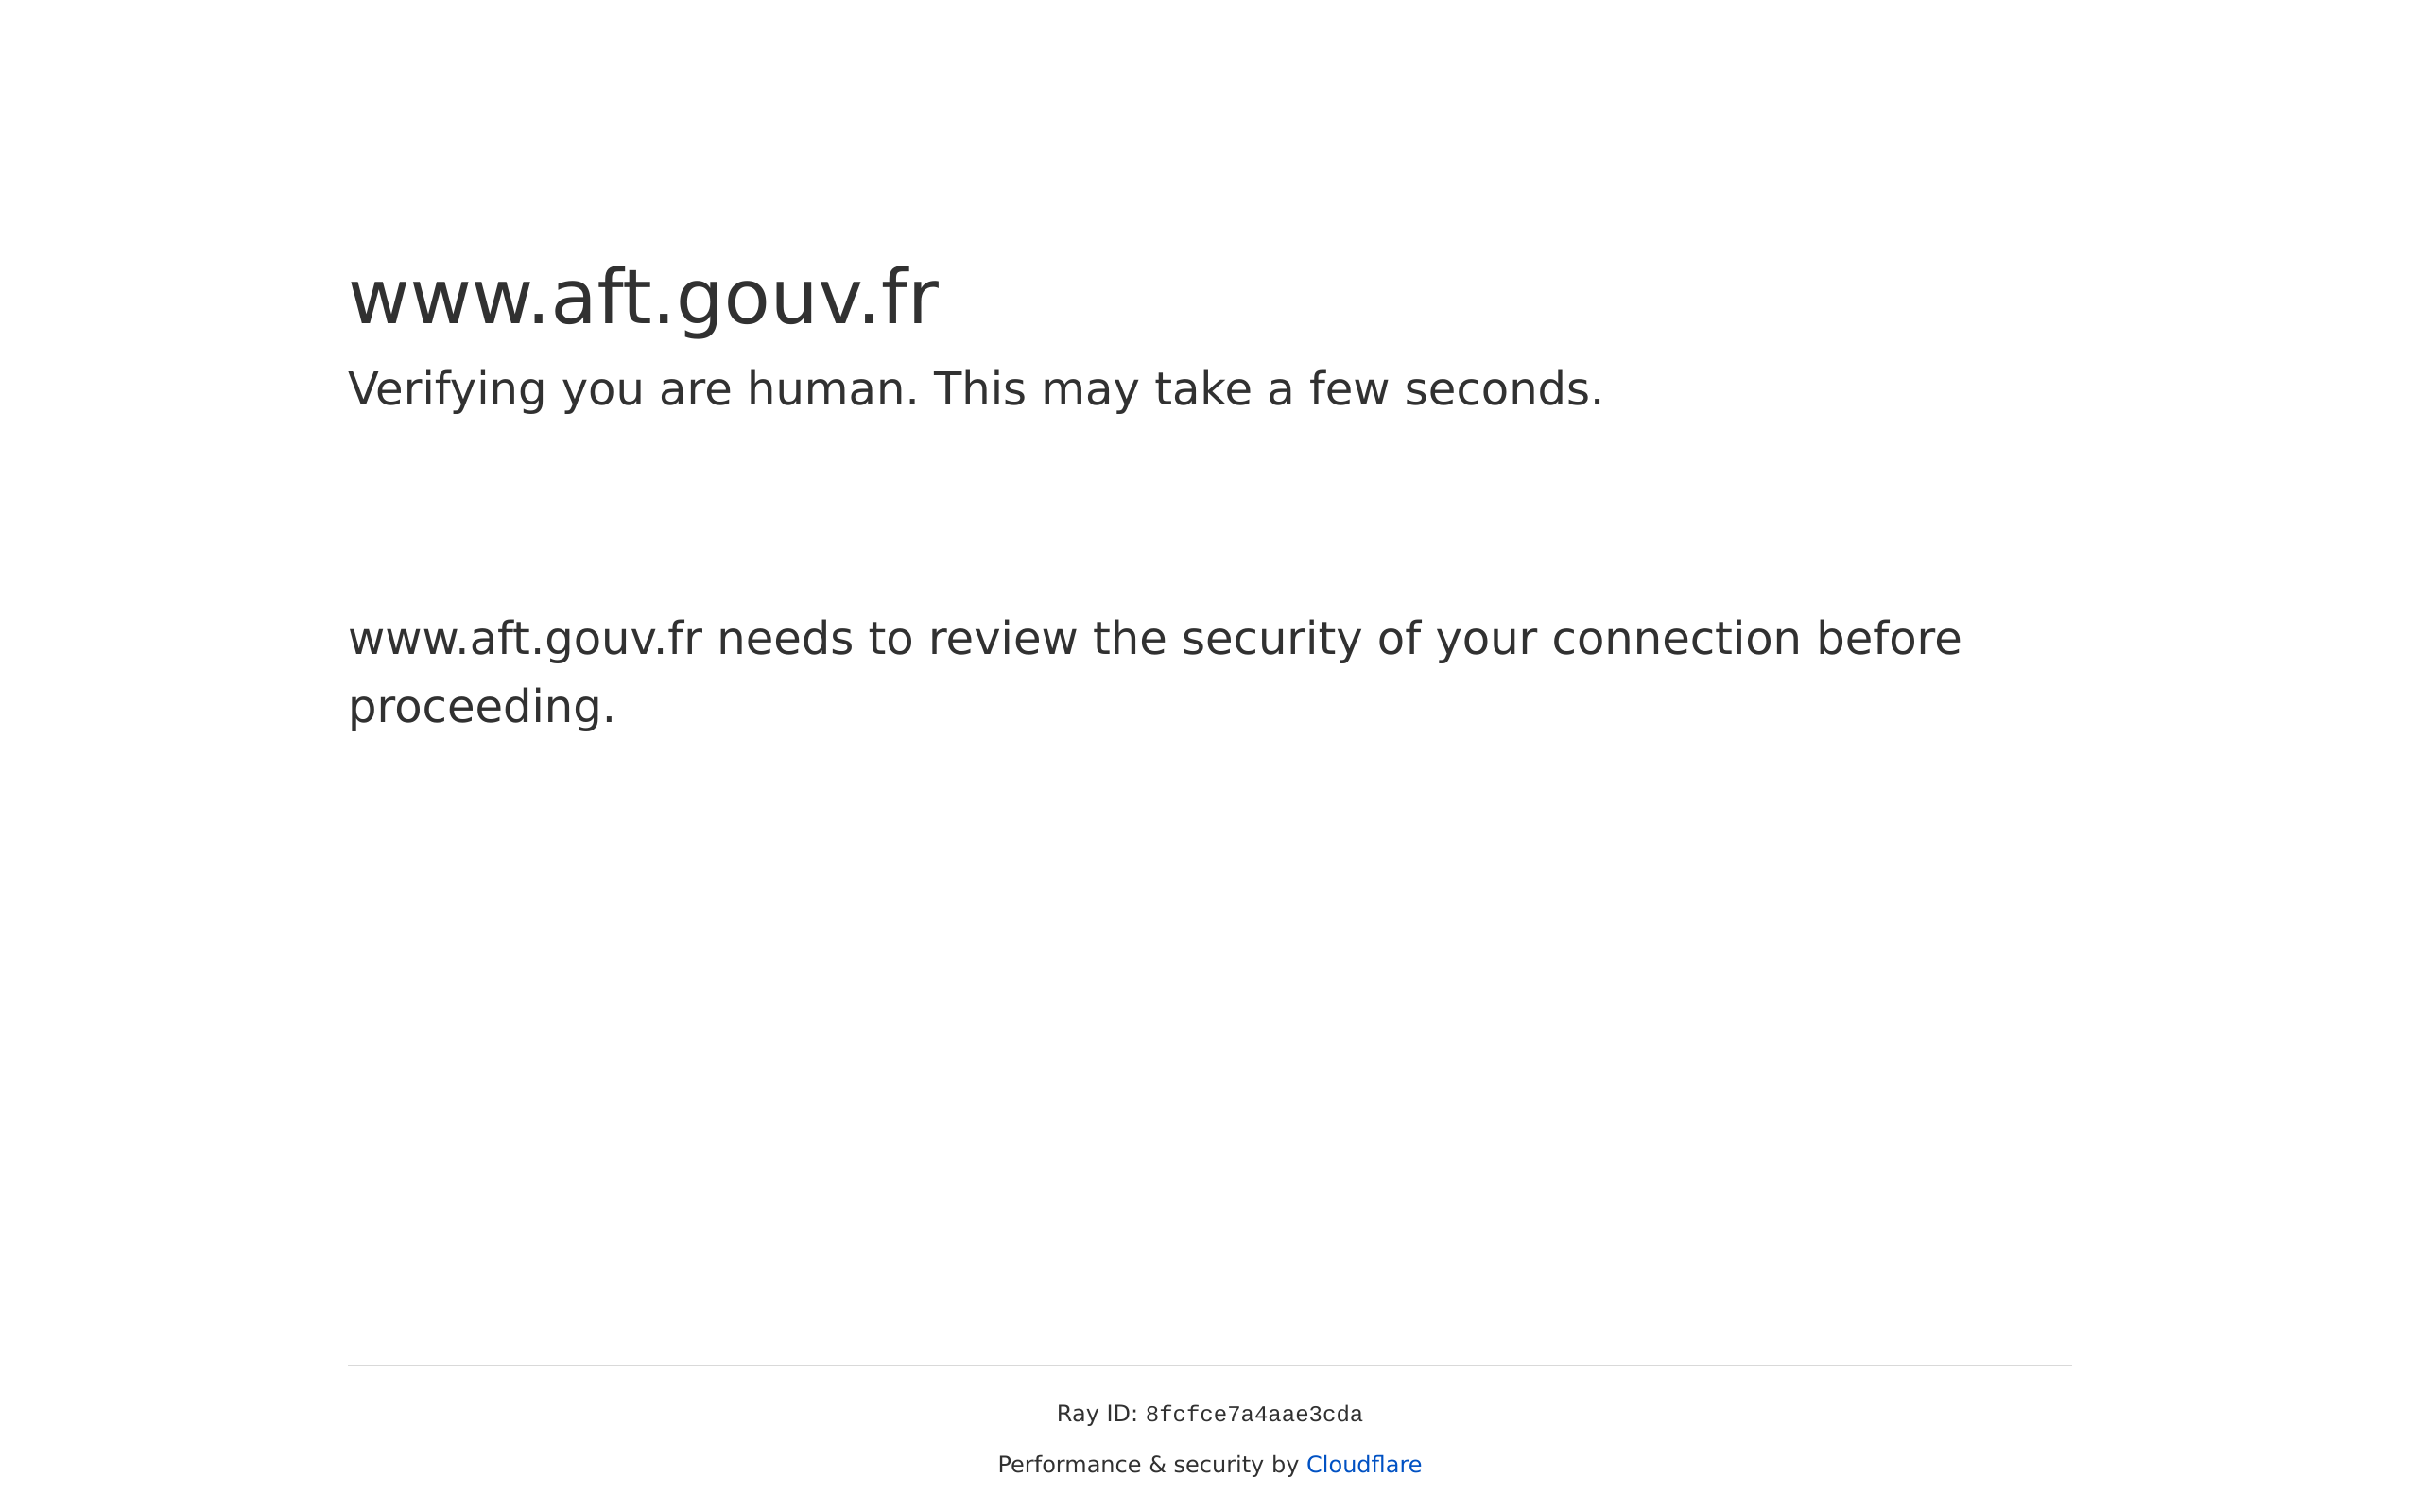 www.aft.gouv.fr
Verifying you are human. This may take a few seconds.
www.aft.gouv.fr needs to review the security of your connection before
proceeding.
Ray ID: 8fcfce7a4aae3cda
Performance & security by Cloudflare